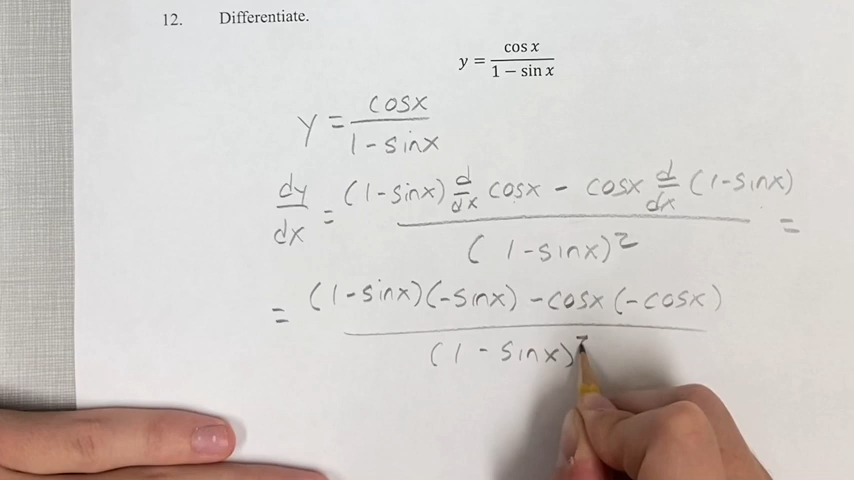 12. Differentiate.
y = cos x / 1 − sin x
y = cosx / 1 - sinx
dy/dx = (1-sinx) d/dx cosx - cosx d/dx (1-sinx) / (1-sinx)² =
= (1-sinx)(-sinx) - cosx(-cosx) / (1-sinx)²